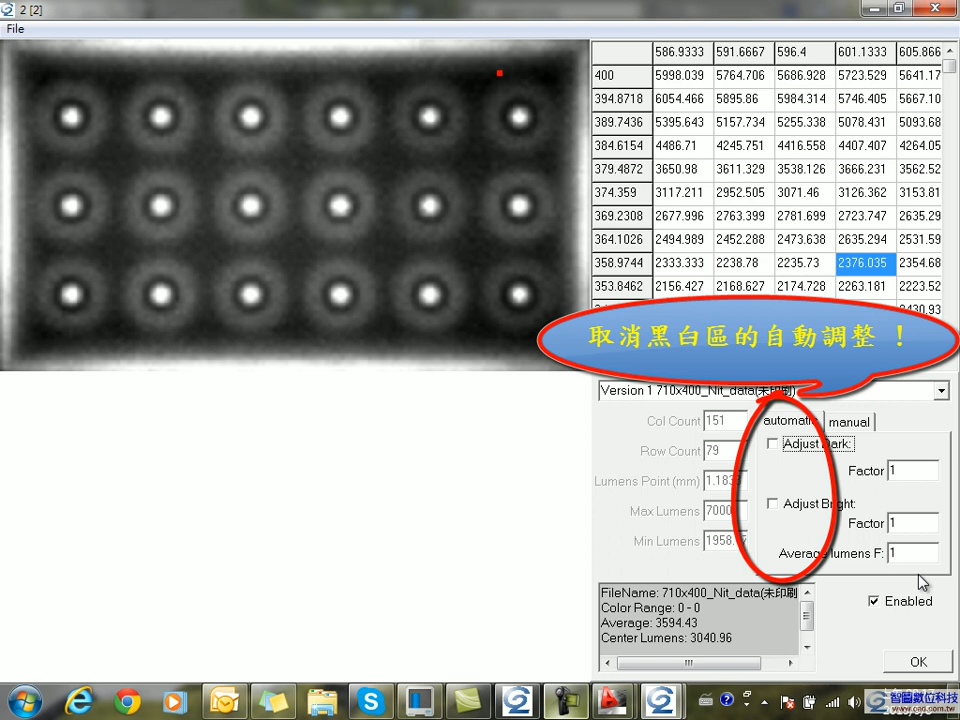 2 [2]
File
586.9333 591.6667 596.4 601.1333 605.866
400 5998.039 5764.706 5686.928 5723.529 5641.17
394.8718 6054.466 5895.86 5984.314 5746.405 5667.10
389.7436 5395.643 5157.734 5255.338 5078.431 5093.68
384.6154 4486.71 4245.751 4416.558 4407.407 4264.05
379.4872 3650.98 3611.329 3538.126 3666.231 3562.52
374.359 3117.211 2952.505 3071.46 3126.362 3153.81
369.2308 2677.996 2763.399 2781.699 2723.747 2635.29
364.1026 2494.989 2452.288 2473.638 2635.294 2531.59
358.9744 2333.333 2238.78 2235.73 2376.035 2354.68
353.8462 2156.427 2168.627 2174.728 2263.181 2223.52
取消黑白區的自動調整 !
Version 1 710x400_Nit_data(未印刷)
Col Count 151
automatic manual
Adjust Dark:
Row Count 79
Factor 1
Lumens Point (mm)
Adjust Bright:
Max Lumens 7000
Factor 1
Min Lumens
Average lumens F: 1
FileName: 710x400_Nit_data(未印刷
Color Range: 0 - 0
Average: 3594.43
Center Lumens: 3040.96
Enabled
OK
智圖數位科技
www.cad.com.tw